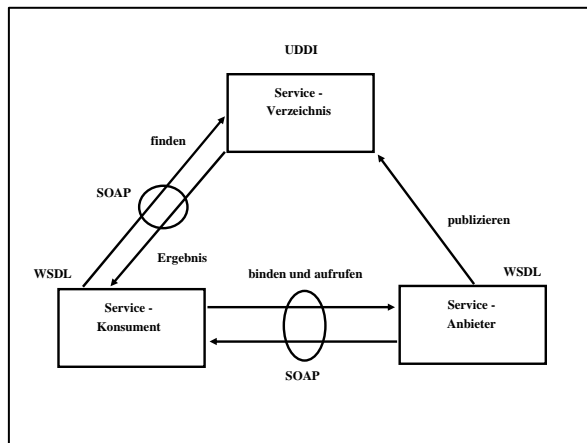 UDDI
Service -
Verzeichnis
finden
SOAP
publizieren
Ergebnis
WSDL
binden und aufrufen
WSDL
Service -
Konsument
Service -
Anbieter
SOAP